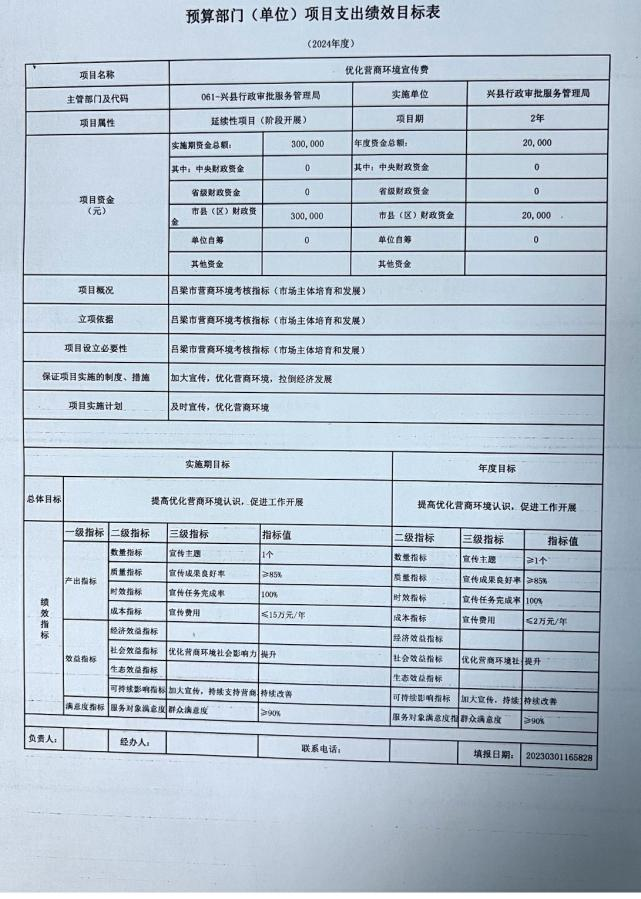 预算部门（单位）项目支出绩效目标表
（2024年度）
项目名称 优化营商环境宣传费
主管部门及代码 061-兴县行政审批服务管理局 实施单位 兴县行政审批服务管理局
项目属性 延续性项目（阶段开展） 项目期 2年
项目资金
（元）
实施期资金总额： 300,000 年度资金总额： 20,000
其中：中央财政资金 0 其中：中央财政资金 0
省级财政资金 0 省级财政资金 0
市县（区）财政资金 300,000 市县（区）财政资金 20,000
单位自筹 0 单位自筹 0
其他资金 其他资金
项目概况 吕梁市营商环境考核指标（市场主体培育和发展）
立项依据 吕梁市营商环境考核指标（市场主体培育和发展）
项目设立必要性 吕梁市营商环境考核指标（市场主体培育和发展）
保证项目实施的制度、措施 加大宣传，优化营商环境，拉倒经济发展
项目实施计划 及时宣传，优化营商环境
实施期目标 年度目标
总体目标 提高优化营商环境认识，促进工作开展 提高优化营商环境认识，促进工作开展
绩效指标
一级指标 二级指标 三级指标 指标值 二级指标 三级指标 指标值
产出指标 数量指标 宣传主题 1个 数量指标 宣传主题 ≥1个
质量指标 宣传成果良好率 ≥85% 质量指标 宣传成果良好率 ≥85%
时效指标 宣传任务完成率 100% 时效指标 宣传任务完成率 100%
成本指标 宣传费用 ≤15万元/年 成本指标 宣传费用 ≤2万元/年
效益指标 经济效益指标 经济效益指标
社会效益指标 优化营商环境社会影响力 提升 社会效益指标 优化营商环境社 提升
生态效益指标 生态效益指标
可持续影响指标 加大宣传，持续支持营商 持续改善 可持续影响指标 加大宣传，持续 持续改善
满意度指标 服务对象满意度 群众满意度 ≥90% 服务对象满意度指 群众满意度 ≥90%
负责人： 经办人： 联系电话： 填报日期： 20230301165828